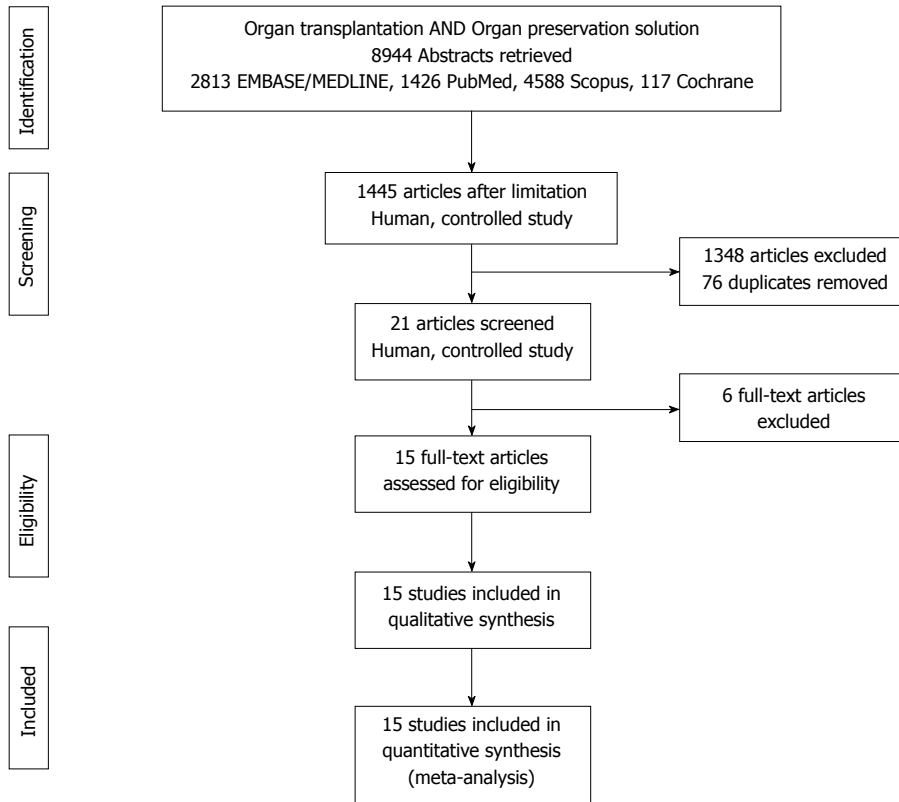 Identification
Organ transplantation AND Organ preservation solution
8944 Abstracts retrieved
2813 EMBASE/MEDLINE, 1426 PubMed, 4588 Scopus, 117 Cochrane
Screening
1445 articles after limitation
Human, controlled study
1348 articles excluded
76 duplicates removed
21 articles screened
Human, controlled study
6 full-text articles
excluded
Eligibility
15 full-text articles
assessed for eligibility
15 studies included in
qualitative synthesis
Included
15 studies included in
quantitative synthesis
(meta-analysis)